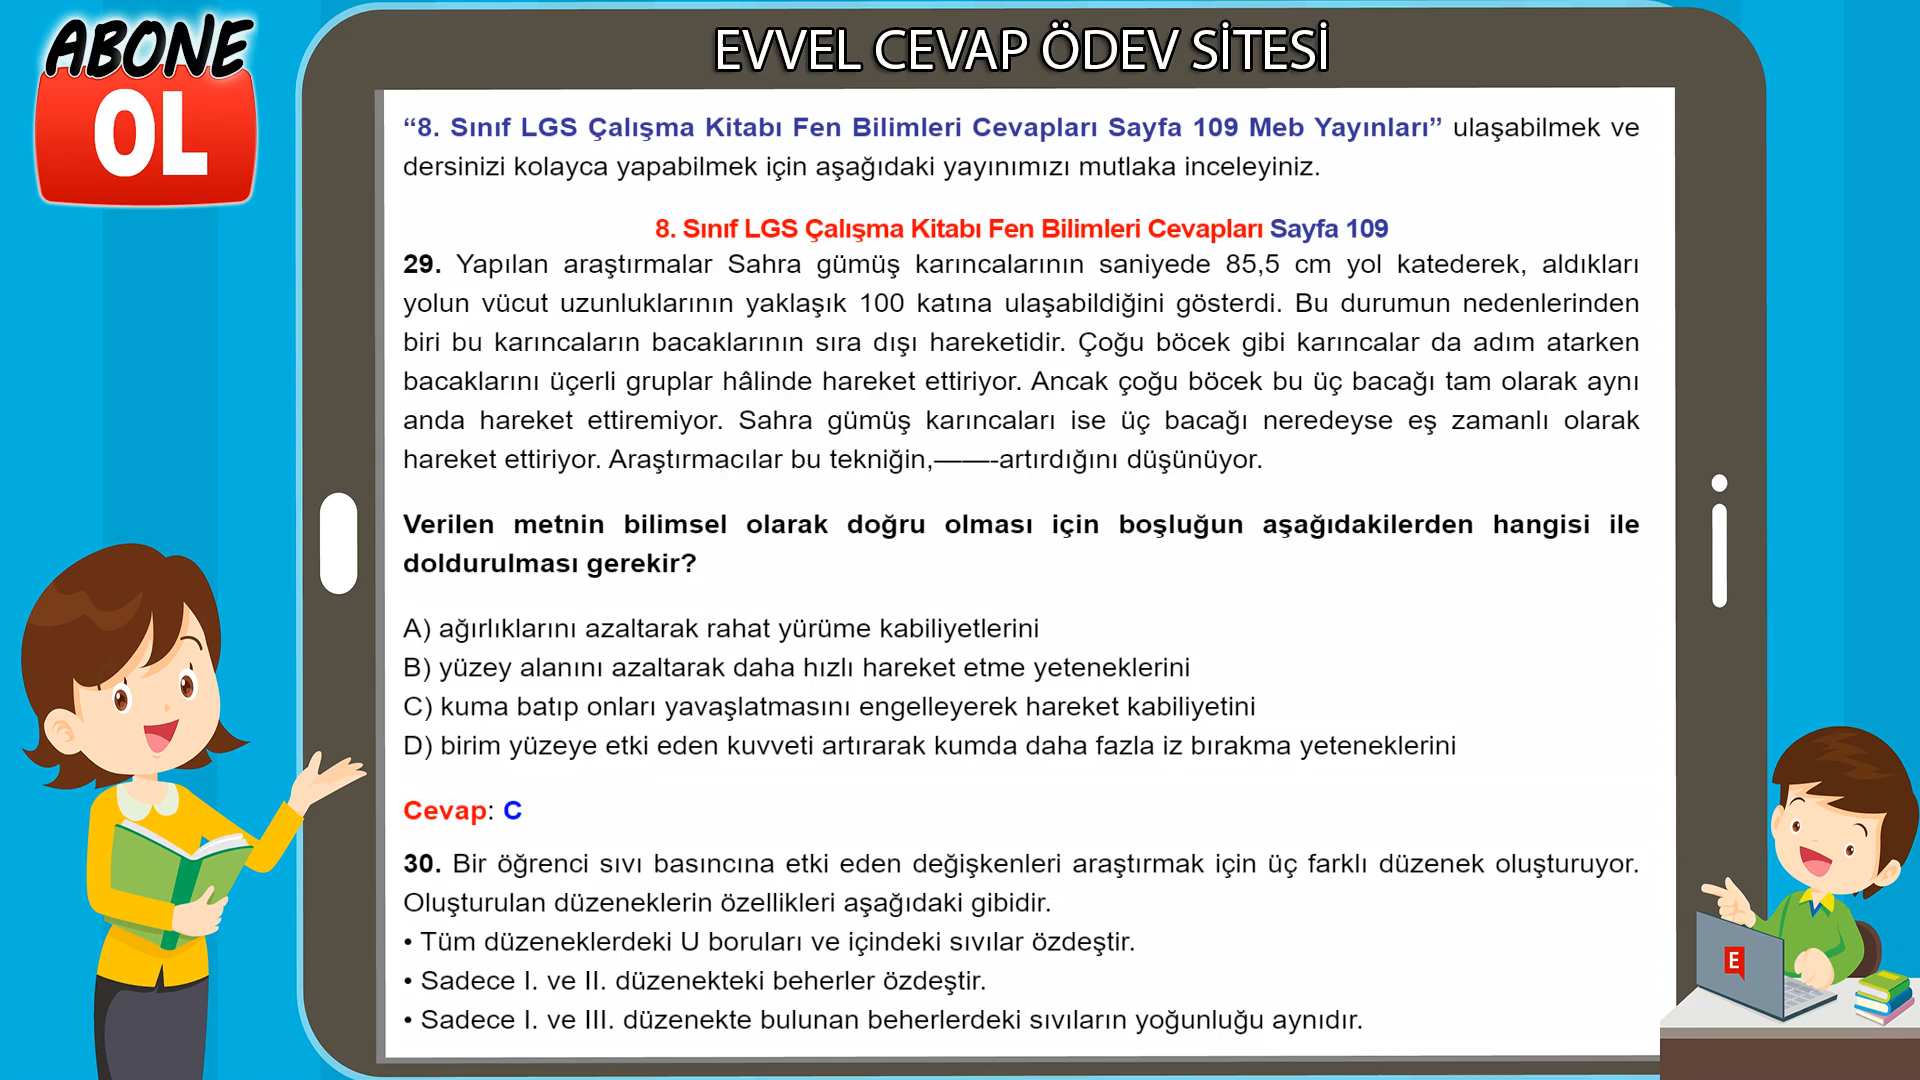 ABONE
OL
EVVEL CEVAP ÖDEV SİTESİ
“8. Sınıf LGS Çalışma Kitabı Fen Bilimleri Cevapları Sayfa 109 Meb Yayınları” ulaşabilmek ve
dersinizi kolayca yapabilmek için aşağıdaki yayınımızı mutlaka inceleyiniz.
8. Sınıf LGS Çalışma Kitabı Fen Bilimleri Cevapları Sayfa 109
29. Yapılan araştırmalar Sahra gümüş karıncalarının saniyede 85,5 cm yol katederek, aldıkları
yolun vücut uzunluklarının yaklaşık 100 katına ulaşabildiğini gösterdi. Bu durumun nedenlerinden
biri bu karıncaların bacaklarının sıra dışı hareketidir. Çoğu böcek gibi karıncalar da adım atarken
bacaklarını üçerli gruplar hâlinde hareket ettiriyor. Ancak çoğu böcek bu üç bacağı tam olarak aynı
anda hareket ettiremiyor. Sahra gümüş karıncaları ise üç bacağı neredeyse eş zamanlı olarak
hareket ettiriyor. Araştırmacılar bu tekniğin,——-artırdığını düşünüyor.
Verilen metnin bilimsel olarak doğru olması için boşluğun aşağıdakilerden hangisi ile
doldurulması gerekir?
A) ağırlıklarını azaltarak rahat yürüme kabiliyetlerini
B) yüzey alanını azaltarak daha hızlı hareket etme yeteneklerini
C) kuma batıp onları yavaşlatmasını engelleyerek hareket kabiliyetini
D) birim yüzeye etki eden kuvveti artırarak kumda daha fazla iz bırakma yeteneklerini
Cevap: C
30. Bir öğrenci sıvı basıncına etki eden değişkenleri araştırmak için üç farklı düzenek oluşturuyor.
Oluşturulan düzeneklerin özellikleri aşağıdaki gibidir.
• Tüm düzeneklerdeki U boruları ve içindeki sıvılar özdeştir.
• Sadece I. ve II. düzenekteki beherler özdeştir.
• Sadece I. ve III. düzenekte bulunan beherlerdeki sıvıların yoğunluğu aynıdır.
E